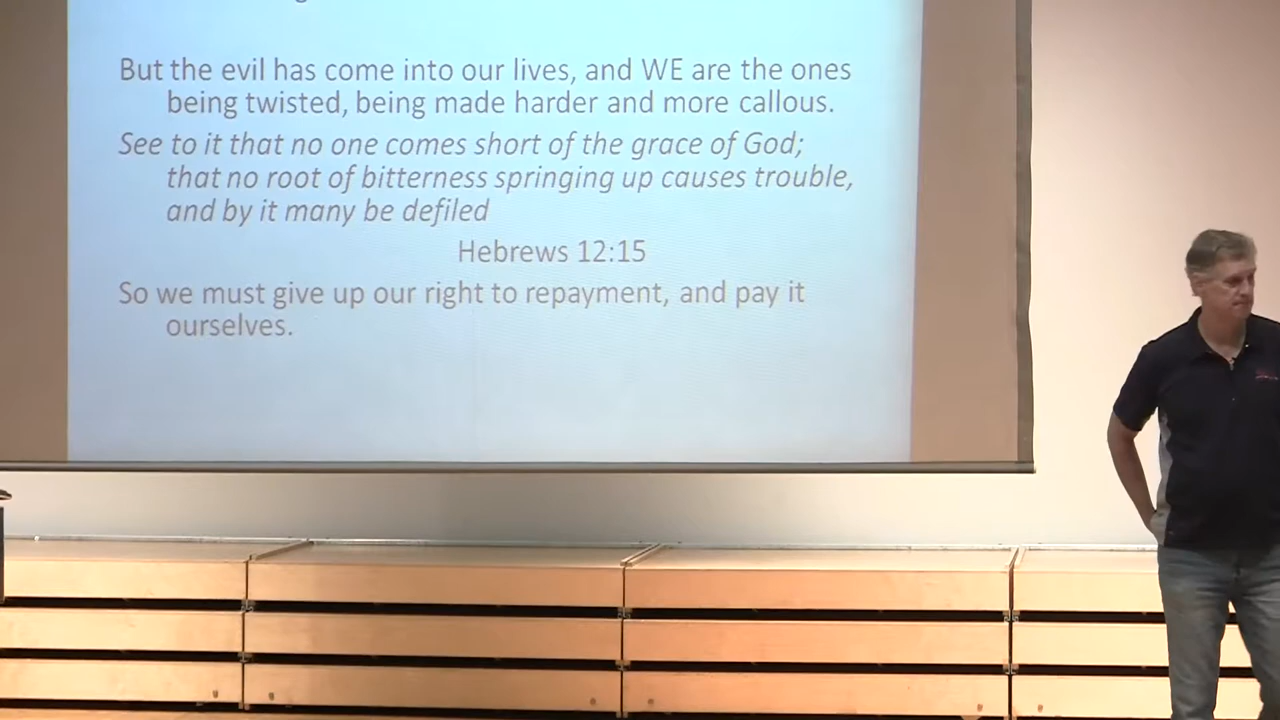 But the evil has come into our lives, and WE are the ones
being twisted, being made harder and more callous.
See to it that no one comes short of the grace of God;
that no root of bitterness springing up causes trouble,
and by it many be defiled
Hebrews 12:15
So we must give up our right to repayment, and pay it
ourselves.